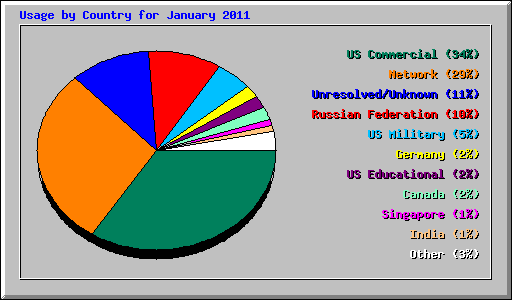 Usage by Country for January 2011
US Commercial (34%)
Network (29%)
Unresolved/Unknown (11%)
Russian Federation (10%)
US Military (5%)
Germany (2%)
US Educational (2%)
Canada (2%)
Singapore (1%)
India (1%)
Other (3%)